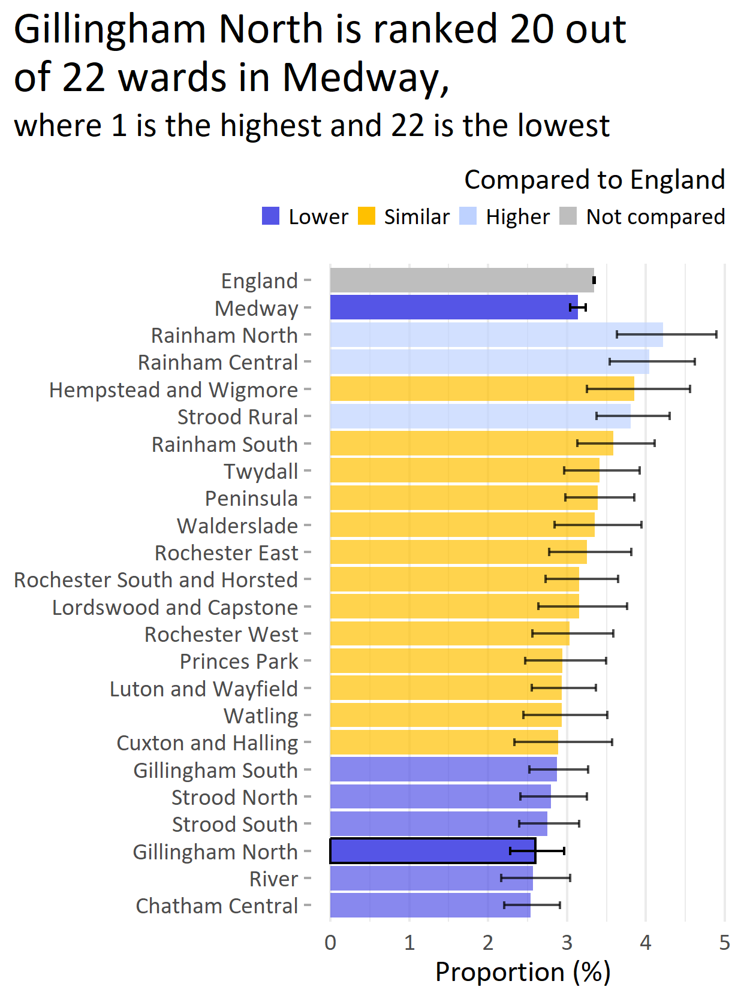 Gillingham North is ranked 20 out
of 22 wards in Medway,
where 1 is the highest and 22 is the lowest
Compared to England
Lower Similar Higher Not compared
England
Medway
Rainham North
Rainham Central
Hempstead and Wigmore
Strood Rural
Rainham South
Twydall
Peninsula
Walderslade
Rochester East
Rochester South and Horsted
Lordswood and Capstone
Rochester West
Princes Park
Luton and Wayfield
Watling
Cuxton and Halling
Gillingham South
Strood North
Strood South
Gillingham North
River
Chatham Central
0 1 2 3 4 5
Proportion (%)